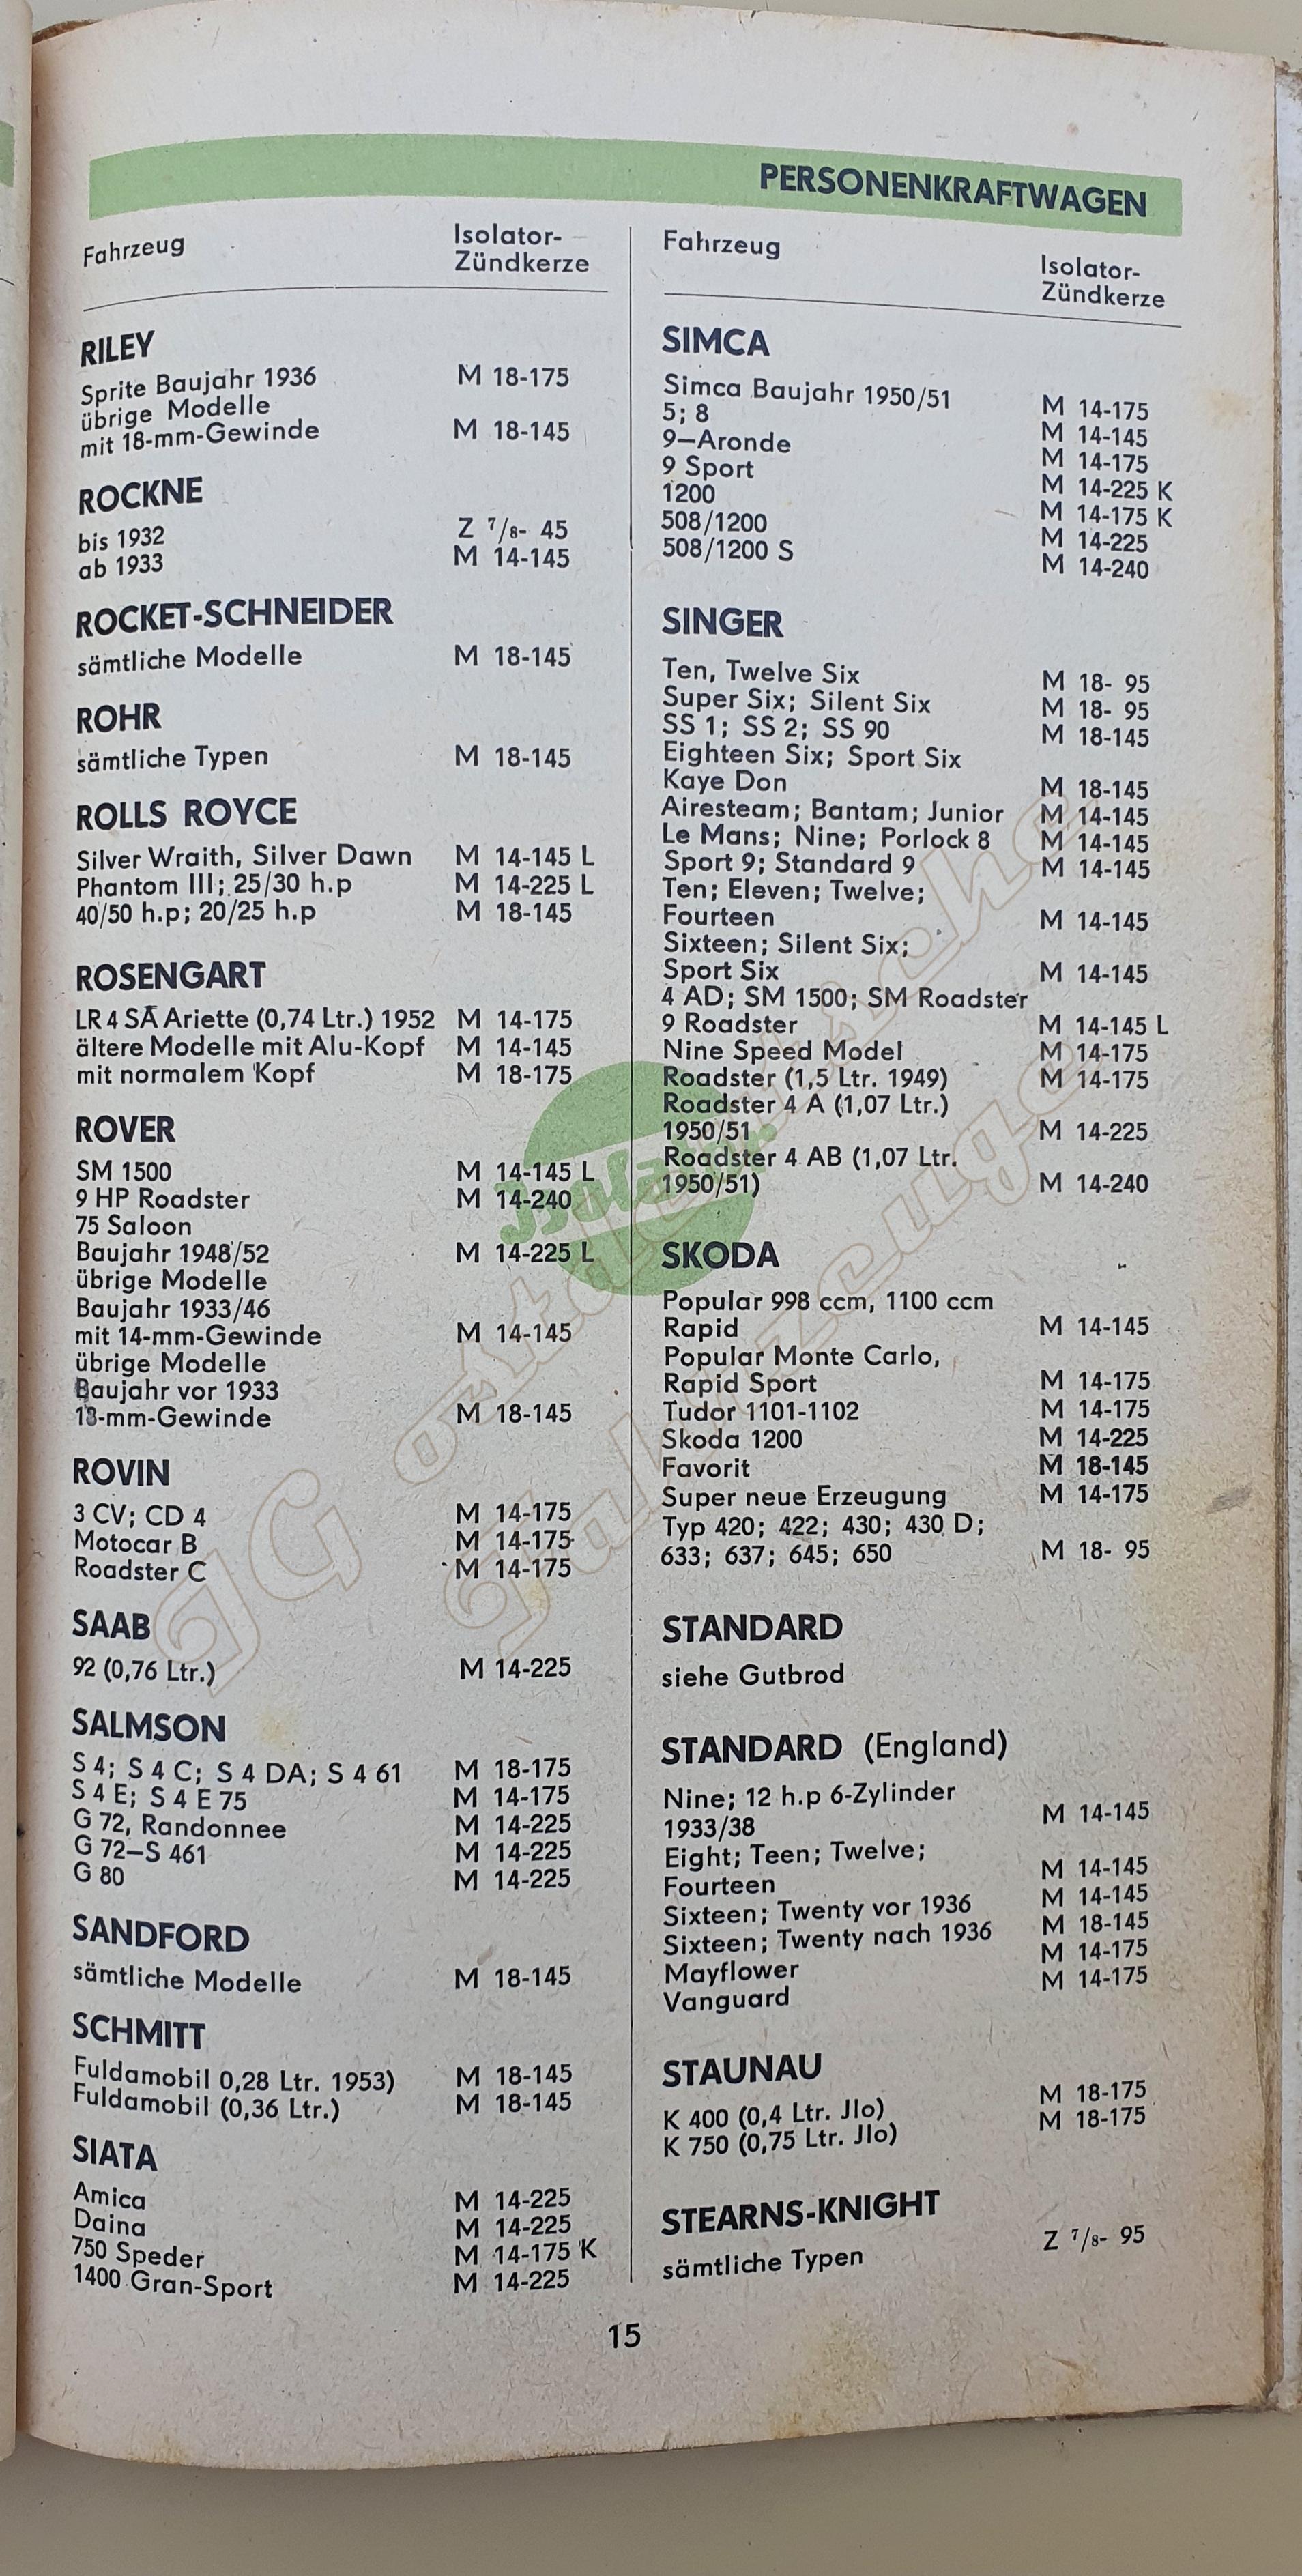 PERSONENKRAFTWAGEN
Fahrzeug
Isolator-
Zündkerze
RILEY
Sprite Baujahr 1936 M 18-175
übrige Modelle
mit 18-mm-Gewinde M 18-145
ROCKNE
bis 1932 Z 7/8- 45
ab 1933 M 14-145
ROCKET-SCHNEIDER
sämtliche Modelle M 18-145
ROHR
sämtliche Typen M 18-145
ROLLS ROYCE
Silver Wraith, Silver Dawn M 14-145 L
Phantom III; 25/30 h.p M 14-225 L
40/50 h.p; 20/25 h.p M 18-145
ROSENGART
LR 4 SA Ariette (0,74 Ltr.) 1952 M 14-175
ältere Modelle mit Alu-Kopf M 14-145
mit normalem Kopf M 18-175
ROVER
SM 1500 M 14-145 L
9 HP Roadster M 14-240
75 Saloon
Baujahr 1948/52 M 14-225 L
übrige Modelle
Baujahr 1933/46
mit 14-mm-Gewinde M 14-145
übrige Modelle
Baujahr vor 1933
18-mm-Gewinde M 18-145
ROVIN
3 CV; CD 4 M 14-175
Motocar B M 14-175
Roadster C M 14-175
SAAB
92 (0,76 Ltr.) M 14-225
SALMSON
S 4; S 4 C; S 4 DA; S 4 61 M 18-175
S 4 E; S 4 E 75 M 14-175
G 72, Randonnee M 14-225
G 72–S 461 M 14-225
G 80 M 14-225
SANDFORD
sämtliche Modelle M 18-145
SCHMITT
Fuldamobil 0,28 Ltr. 1953) M 18-145
Fuldamobil (0,36 Ltr.) M 18-145
SIATA
Amica M 14-225
Daina M 14-225
750 Speder M 14-175 K
1400 Gran-Sport M 14-225
Fahrzeug
Isolator-
Zündkerze
SIMCA
Simca Baujahr 1950/51 M 14-175
5; 8 M 14-145
9–Aronde M 14-175
9 Sport M 14-225 K
1200 M 14-175 K
508/1200 M 14-225
508/1200 S M 14-240
SINGER
Ten, Twelve Six M 18- 95
Super Six; Silent Six M 18- 95
SS 1; SS 2; SS 90 M 18-145
Eighteen Six; Sport Six
Kaye Don M 18-145
Airesteam; Bantam; Junior M 14-145
Le Mans; Nine; Porlock 8 M 14-145
Sport 9; Standard 9 M 14-145
Ten; Eleven; Twelve;
Fourteen M 14-145
Sixteen; Silent Six;
Sport Six M 14-145
4 AD; SM 1500; SM Roadster
9 Roadster M 14-145 L
Nine Speed Model M 14-175
Roadster (1,5 Ltr. 1949) M 14-175
Roadster 4 A (1,07 Ltr.)
1950/51 M 14-225
Roadster 4 AB (1,07 Ltr.
1950/51) M 14-240
SKODA
Popular 998 ccm, 1100 ccm
Rapid M 14-145
Popular Monte Carlo,
Rapid Sport M 14-175
Tudor 1101-1102 M 14-175
Skoda 1200 M 14-225
Favorit M 18-145
Super neue Erzeugung M 14-175
Typ 420; 422; 430; 430 D;
633; 637; 645; 650 M 18- 95
STANDARD
siehe Gutbrod
STANDARD (England)
Nine; 12 h.p 6-Zylinder
1933/38 M 14-145
Eight; Teen; Twelve;
Fourteen M 14-145
Sixteen; Twenty vor 1936 M 14-145
Sixteen; Twenty nach 1936 M 18-145
Mayflower M 14-175
Vanguard M 14-175
STAUNAU
K 400 (0,4 Ltr. Jlo) M 18-175
K 750 (0,75 Ltr. Jlo) M 18-175
STEARNS-KNIGHT
sämtliche Typen Z 7/8- 95
Isolator
IG ostdeutsche
Fahrzeuge
15